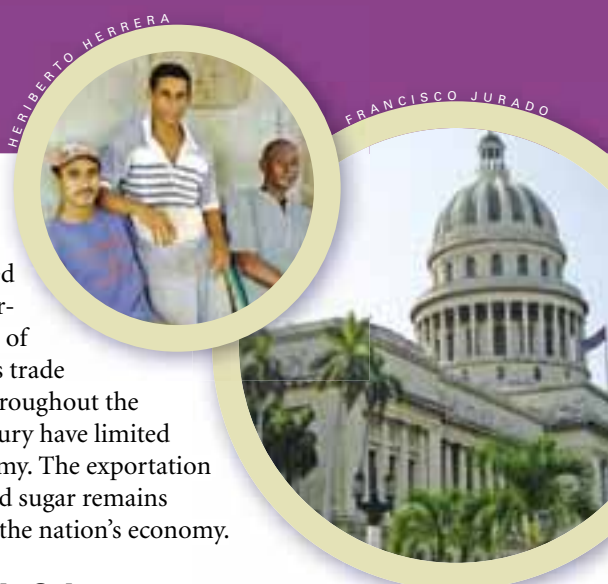 HERIBERTO HERRERA
FRANCISCO JURADO
d
r-
of
s trade
roughout the
ury have limited
my. The exportation
d sugar remains
the nation's economy.